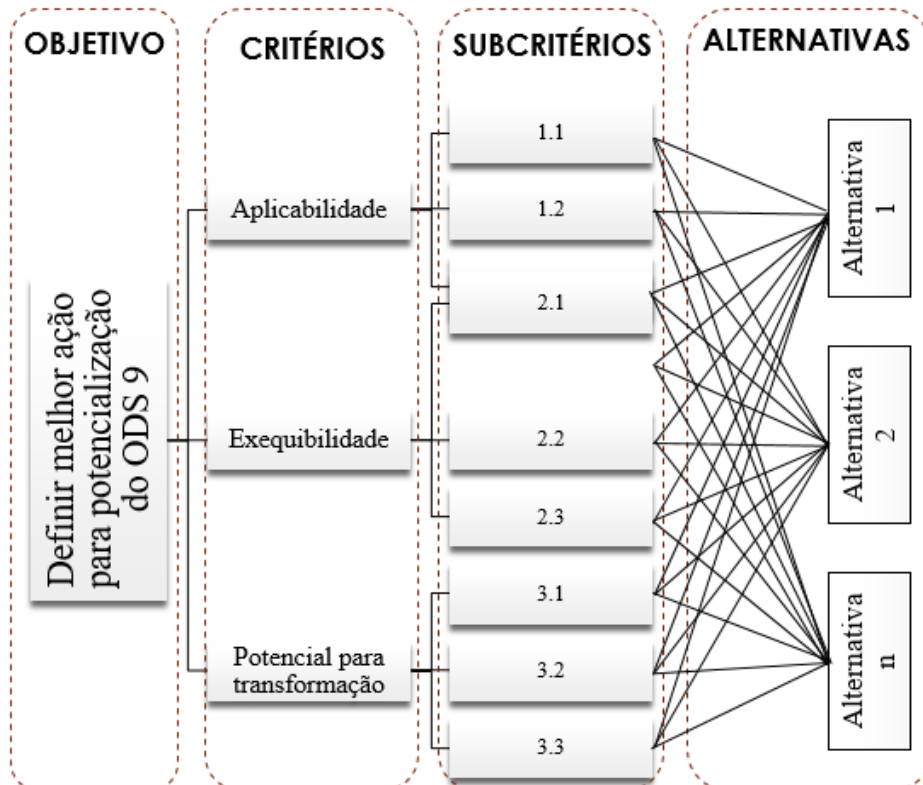 OBJETIVO
CRITÉRIOS
SUBCRITÉRIOS
ALTERNATIVAS
Definir melhor ação
para potencialização
do ODS 9
Aplicabilidade
Exequibilidade
Potencial para
transformação
1.1
1.2
2.1
2.2
2.3
3.1
3.2
3.3
Alternativa
1
Alternativa
2
Alternativa
n